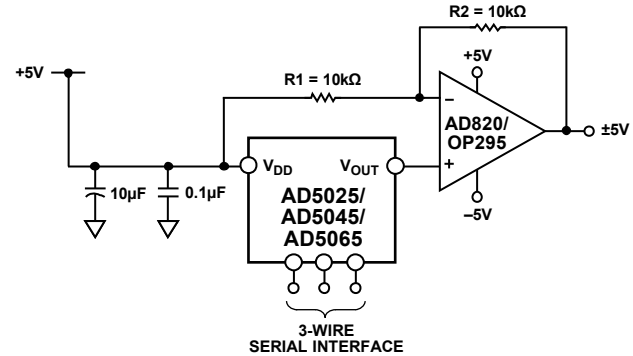 R2 = 10kΩ
+5V
R1 = 10kΩ
+5V
–
AD820/
OP295
+
±5V
–5V
VDD
VOUT
10µF
0.1µF
AD5025/
AD5045/
AD5065
3-WIRE
SERIAL INTERFACE